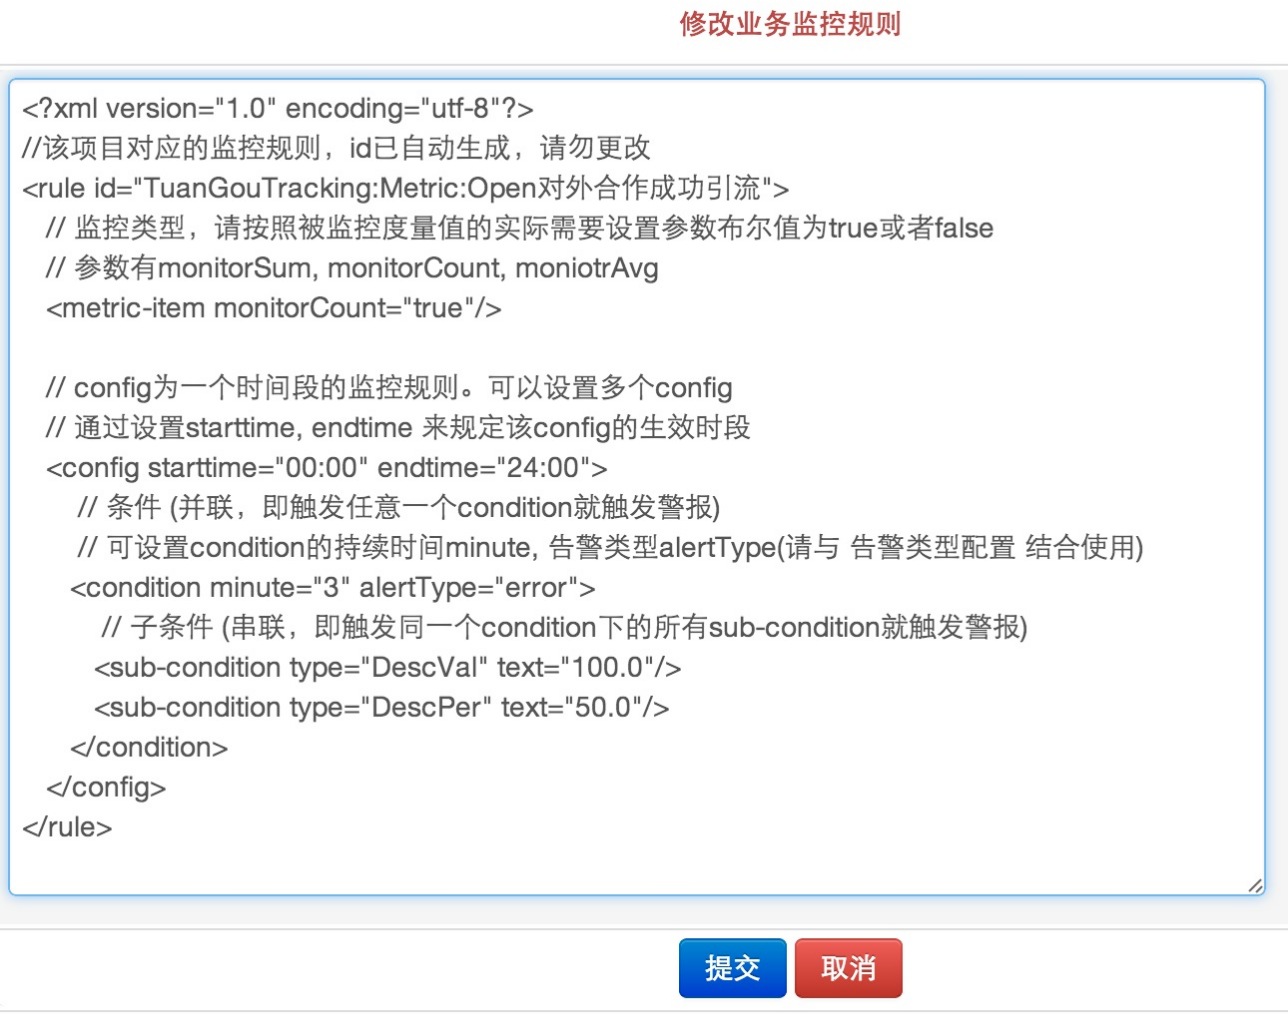 修改业务监控规则
<?xml version="1.0" encoding="utf-8"?>
//该项目对应的监控规则，id已自动生成，请勿更改
<rule id="TuanGouTracking:Metric:Open对外合作成功引流">
// 监控类型，请按照被监控度量值的实际需要设置参数布尔值为true或者false
// 参数有monitorSum, monitorCount, moniotrAvg
<metric-item monitorCount="true"/>
// config为一个时间段的监控规则。可以设置多个config
// 通过设置starttime, endtime 来规定该config的生效时段
<config starttime="00:00" endtime="24:00">
// 条件 (并联，即触发任意一个condition就触发警报)
// 可设置condition的持续时间minute, 告警类型alertType(请与 告警类型配置 结合使用)
<condition minute="3" alertType="error">
// 子条件 (串联，即触发同一个condition下的所有sub-condition就触发警报)
<sub-condition type="DescVal" text="100.0"/>
<sub-condition type="DescPer" text="50.0"/>
</condition>
</config>
</rule>
提交 取消